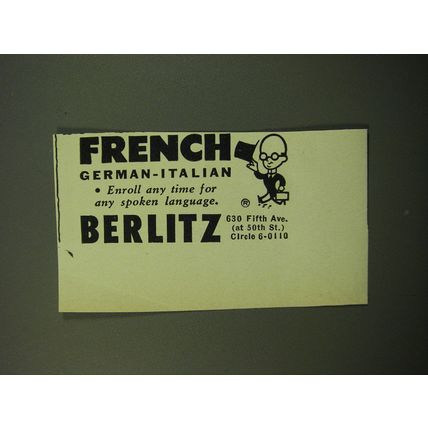 FRENCH
GERMAN-ITALIAN
• Enroll any time for
any spoken language.
®
BERLITZ
630 Fifth Ave.
(at 50th St.)
Circle 6-0110